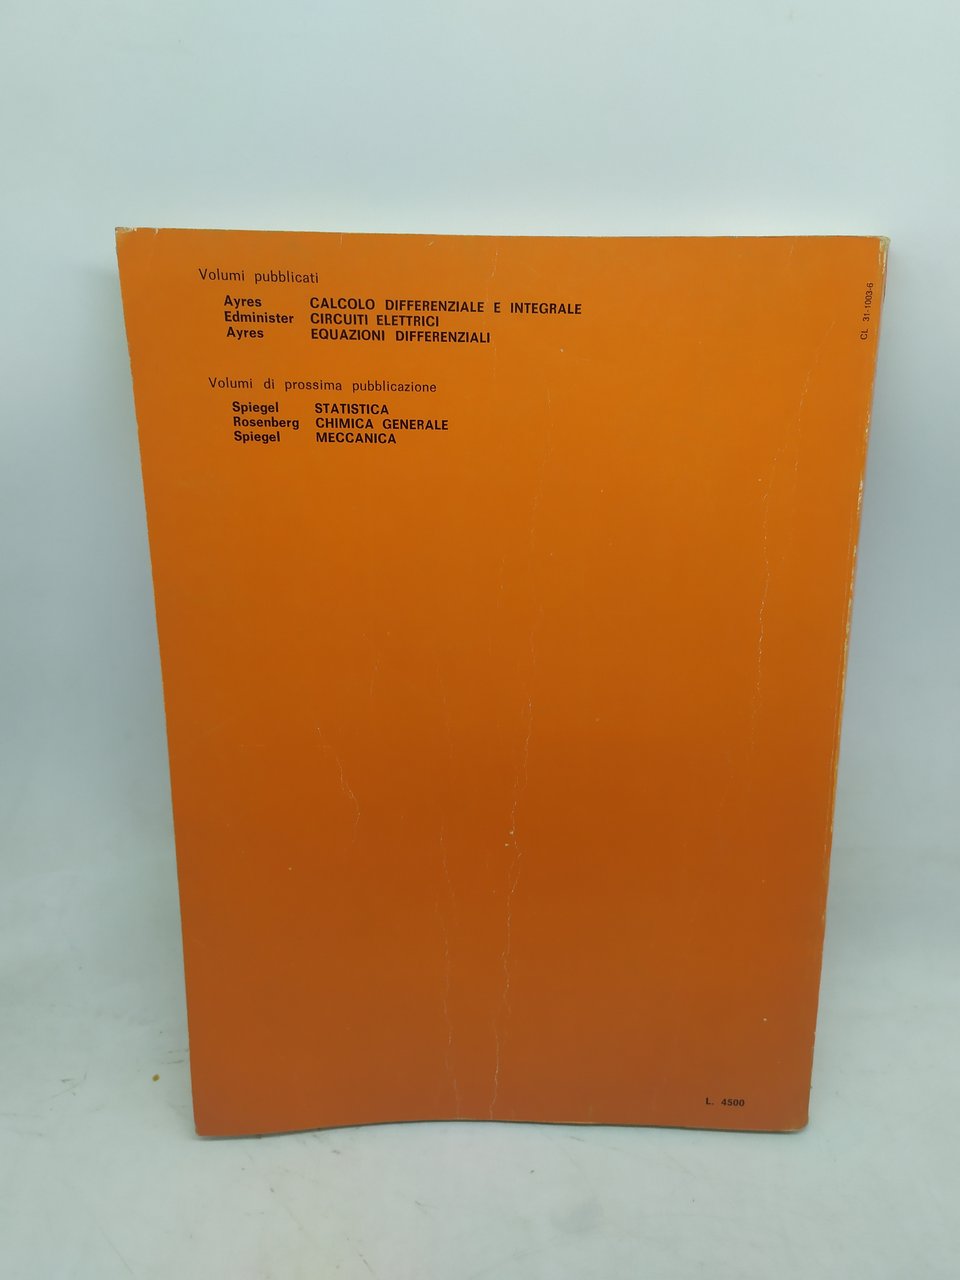 Volumi pubblicati
Ayres CALCOLO DIFFERENZIALE E INTEGRALE
Edminister CIRCUITI ELETTRICI
Ayres EQUAZIONI DIFFERENZIALI
Volumi di prossima pubblicazione
Spiegel STATISTICA
Rosenberg CHIMICA GENERALE
Spiegel MECCANICA
CL 31-1003-6
L. 4500